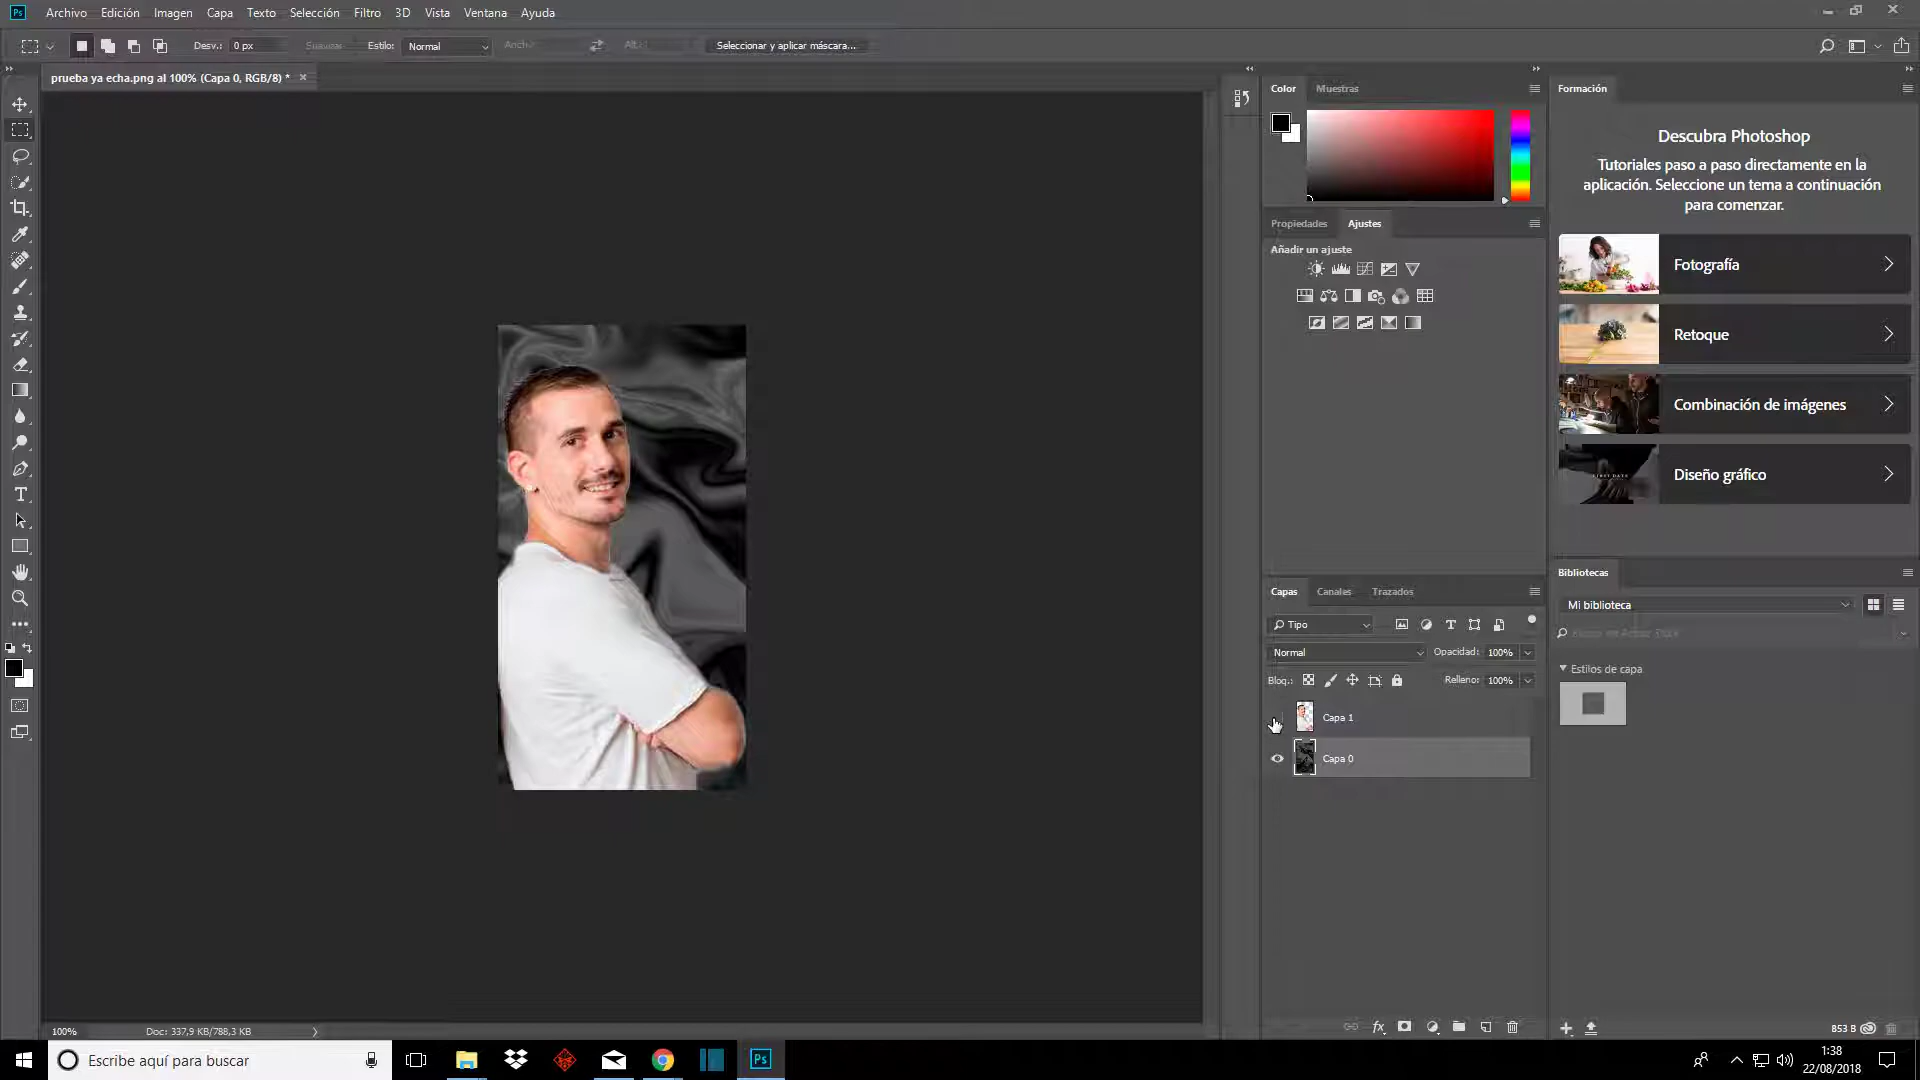 Ps Archivo Edición Imagen Capa Texto Selección Filtro 3D Vista Ventana Ayuda
Desv.: 0 px Suavizar Estilo: Normal Seleccionar y aplicar máscara...
prueba ya echa.png al 100% (Capa 0, RGB/8) *
Color Muestras
Formación
Descubra Photoshop
Tutoriales paso a paso directamente en la
aplicación. Seleccione un tema a continuación
para comenzar.
Propiedades Ajustes
Añadir un ajuste
Fotografía
Retoque
Combinación de imágenes
Diseño gráfico
Bibliotecas
Mi biblioteca
Capas Canales Trazados
Tipo
Normal Opacidad: 100%
Bloq.: Relleno: 100%
Estilos de capa
Capa 1
Capa 0
853 B
100% Doc: 337,9 KB/788,3 KB
Escribe aquí para buscar
Ps
1:38
22/08/2018